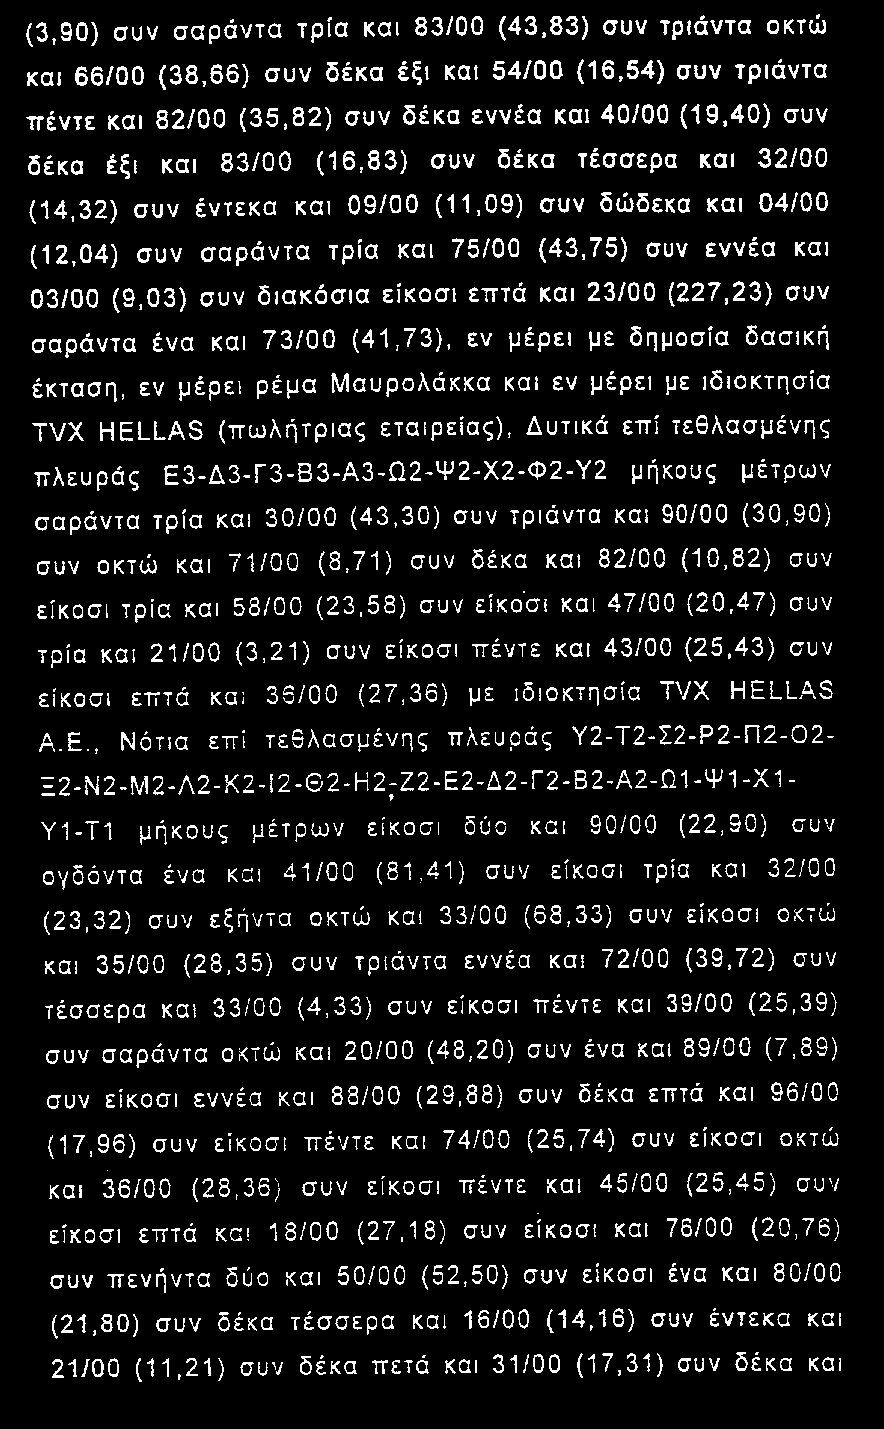 (3,90) συν σαράντα τρία και 83/00 (43,83) συν τριάντα οκτώ
και 66/00 (38,66) συν δέκα έξι και 54/00 (16,54) συν τριάντα
πέντε και 82/00 (35,82) συν δέκα εννέα και 40/00 (19,40) συν
δέκα έξι και 83/00 (16,83) συν δέκα τέσσερα και 32/00
(14,32) συν έντεκα και 09/00 (11,09) συν δώδεκα και 04/00
(12,04) συν σαράντα τρία και 75/00 (43,75) συν εννέα και
03/00 (9,03) συν διακόσια είκοσι επτά και 23/00 (227,23) συν
σαράντα ένα και 73/00 (41,73), εν μέρει με δημοσία δασική
έκταση, εν μέρει ρέμα Μαυρολάκκα και εν μέρει με ιδιοκτησία
TVX HELLAS (πωλήτριας εταιρείας), Δυτικά επί τεθλασμένης
πλευράς Ε3-Δ3-Γ3-Β3-Α3-Ω2-Ψ2-Χ2-Φ2-Υ2 μήκους μέτρων
σαράντα τρία και 30/00 (43,30) συν τριάντα και 90/00 (30,90)
συν οκτώ και 71/00 (8,71) συν δέκα και 82/00 (10,82) συν
είκοσι τρία και 58/00 (23,58) συν είκοσι και 47/00 (20,47) συν
τρία και 21/00 (3,21) συν είκοσι πέντε και 43/00 (25,43) συν
είκοσι επτά και 36/00 (27,36) με ιδιοκτησία TVX HELLAS
Α.Ε., Νότια επί τεθλασμένης πλευράς Υ2-Τ2-Σ2-Ρ2-Π2-Ο2-
Ξ2-Ν2-Μ2-Λ2-Κ2-Ι2-Θ2-Η2-Ζ2-Ε2-Δ2-Γ2-Β2-Α2-Ω1-Ψ1-Χ1-
Υ1-Τ1 μήκους μέτρων είκοσι δύο και 90/00 (22,90) συν
ογδόντα ένα και 41/00 (81,41) συν είκοσι τρία και 32/00
(23,32) συν εξήντα οκτώ και 33/00 (68,33) συν είκοσι οκτώ
και 35/00 (28,35) συν τριάντα εννέα και 72/00 (39,72) συν
τέσσερα και 33/00 (4,33) συν είκοσι πέντε και 39/00 (25,39)
συν σαράντα οκτώ και 20/00 (48,20) συν ένα και 89/00 (7,89)
συν είκοσι εννέα και 88/00 (29,88) συν δέκα επτά και 96/00
(17,96) συν είκοσι πέντε και 74/00 (25,74) συν είκοσι οκτώ
και 36/00 (28,36) συν είκοσι πέντε και 45/00 (25,45) συν
είκοσι επτά και 18/00 (27,18) συν είκοσι και 76/00 (20,76)
συν πενήντα δύο και 50/00 (52,50) συν είκοσι ένα και 80/00
(21,80) συν δέκα τέσσερα και 16/00 (14,16) συν έντεκα και
21/00 (11,21) συν δέκα πετά και 31/00 (17,31) συν δέκα και